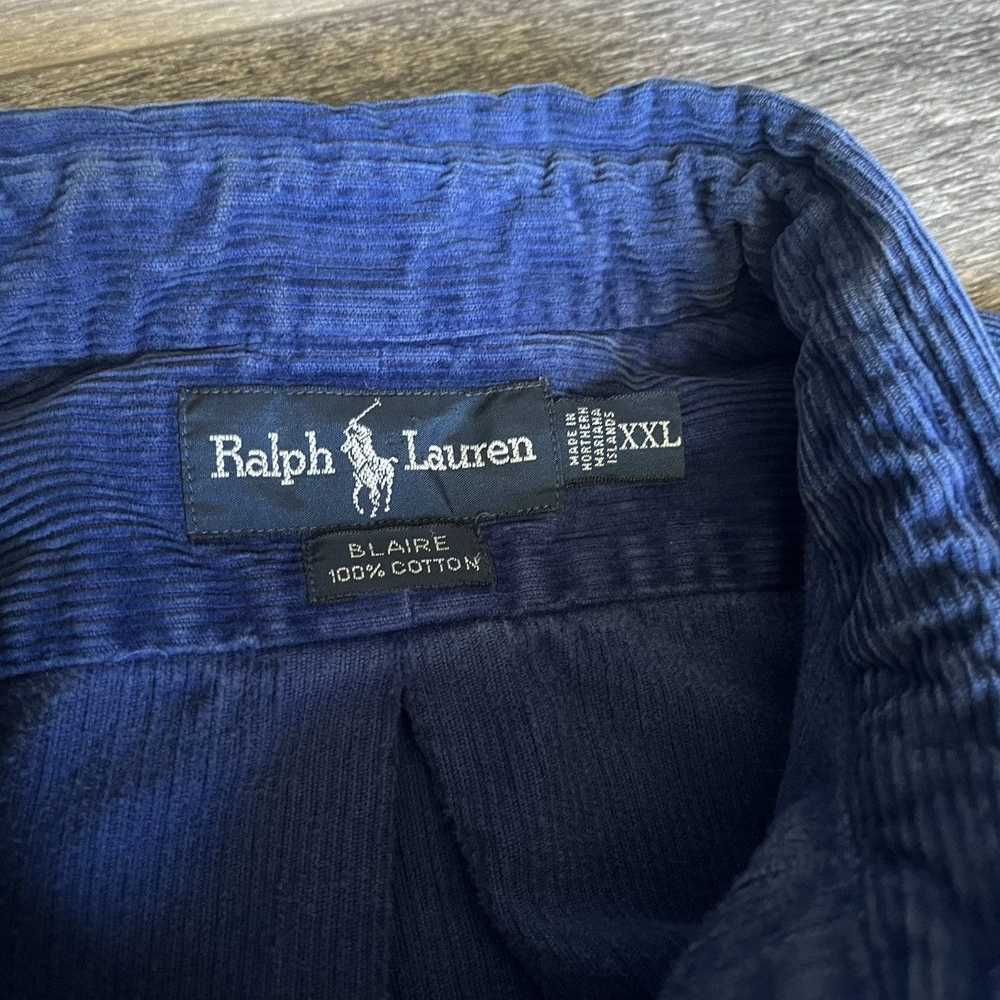 Ralph Lauren
MADE IN
NORTHERN
MARIANA
ISLANDS
XXL
BLAIRE
100% COTTON